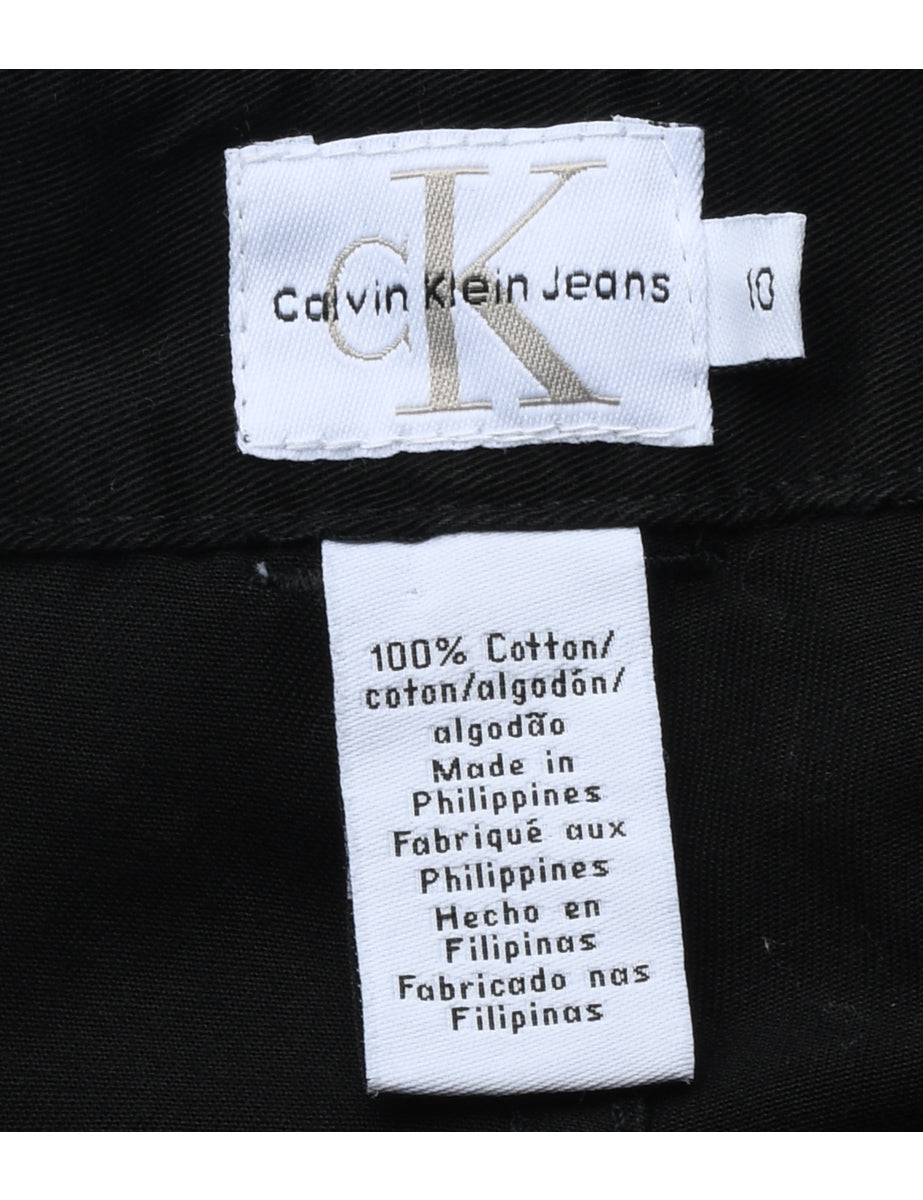 CK
Calvin Klein Jeans
10
100% Cotton/
coton/algodón/
algodão
Made in
Philippines
Fabriqué aux
Philippines
Hecho en
Filipinas
Fabricado nas
Filipinas